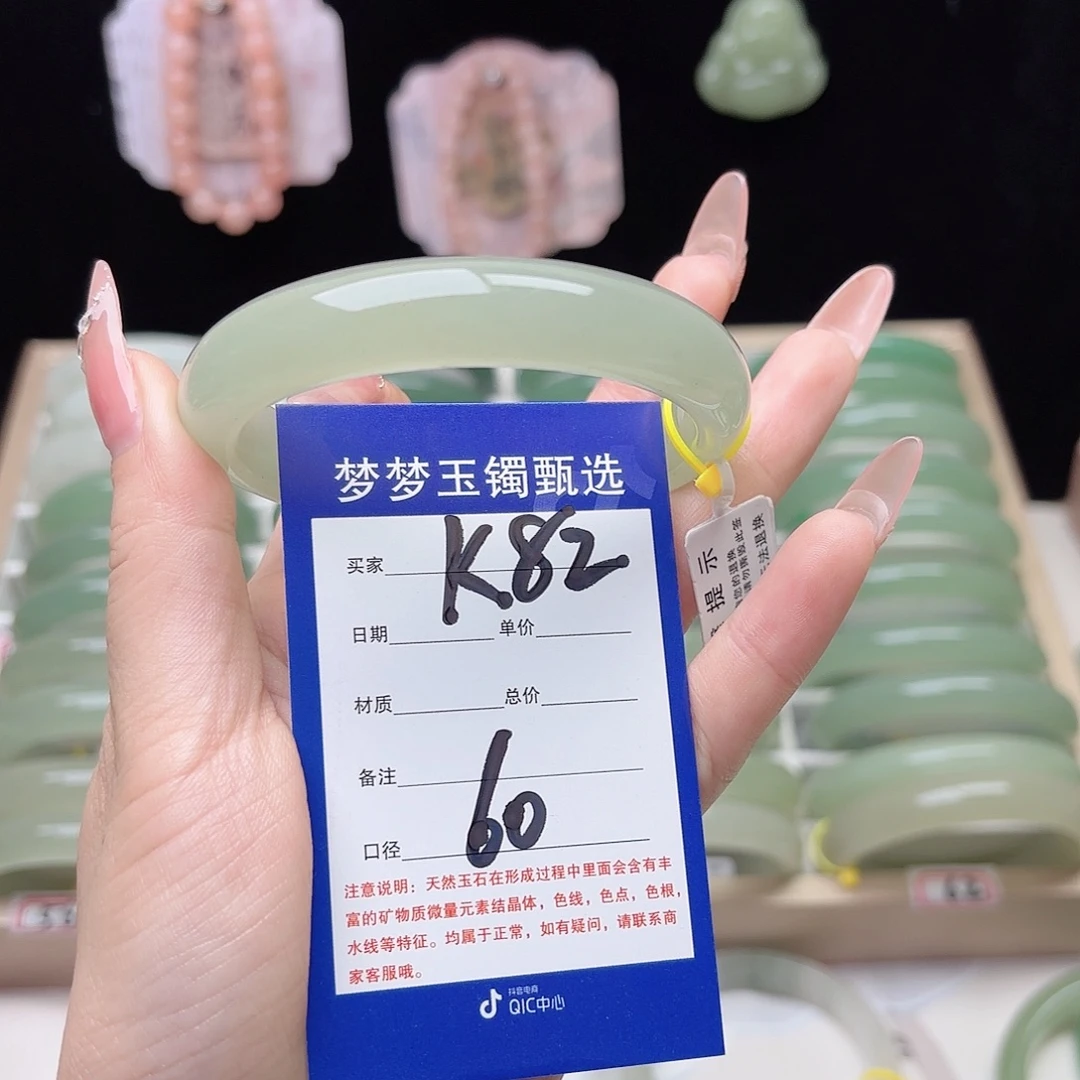 梦梦玉镯甄选
买家 K82
日期 单价
材质 总价
备注
口径 60
注意说明：天然玉石在形成过程中里面会含有丰
富的矿物质微量元素结晶体，色线，色点，色根，
水线等特征。均属于正常，如有疑问，请联系商
家客服哦。
抖音电商
QIC中心
提示